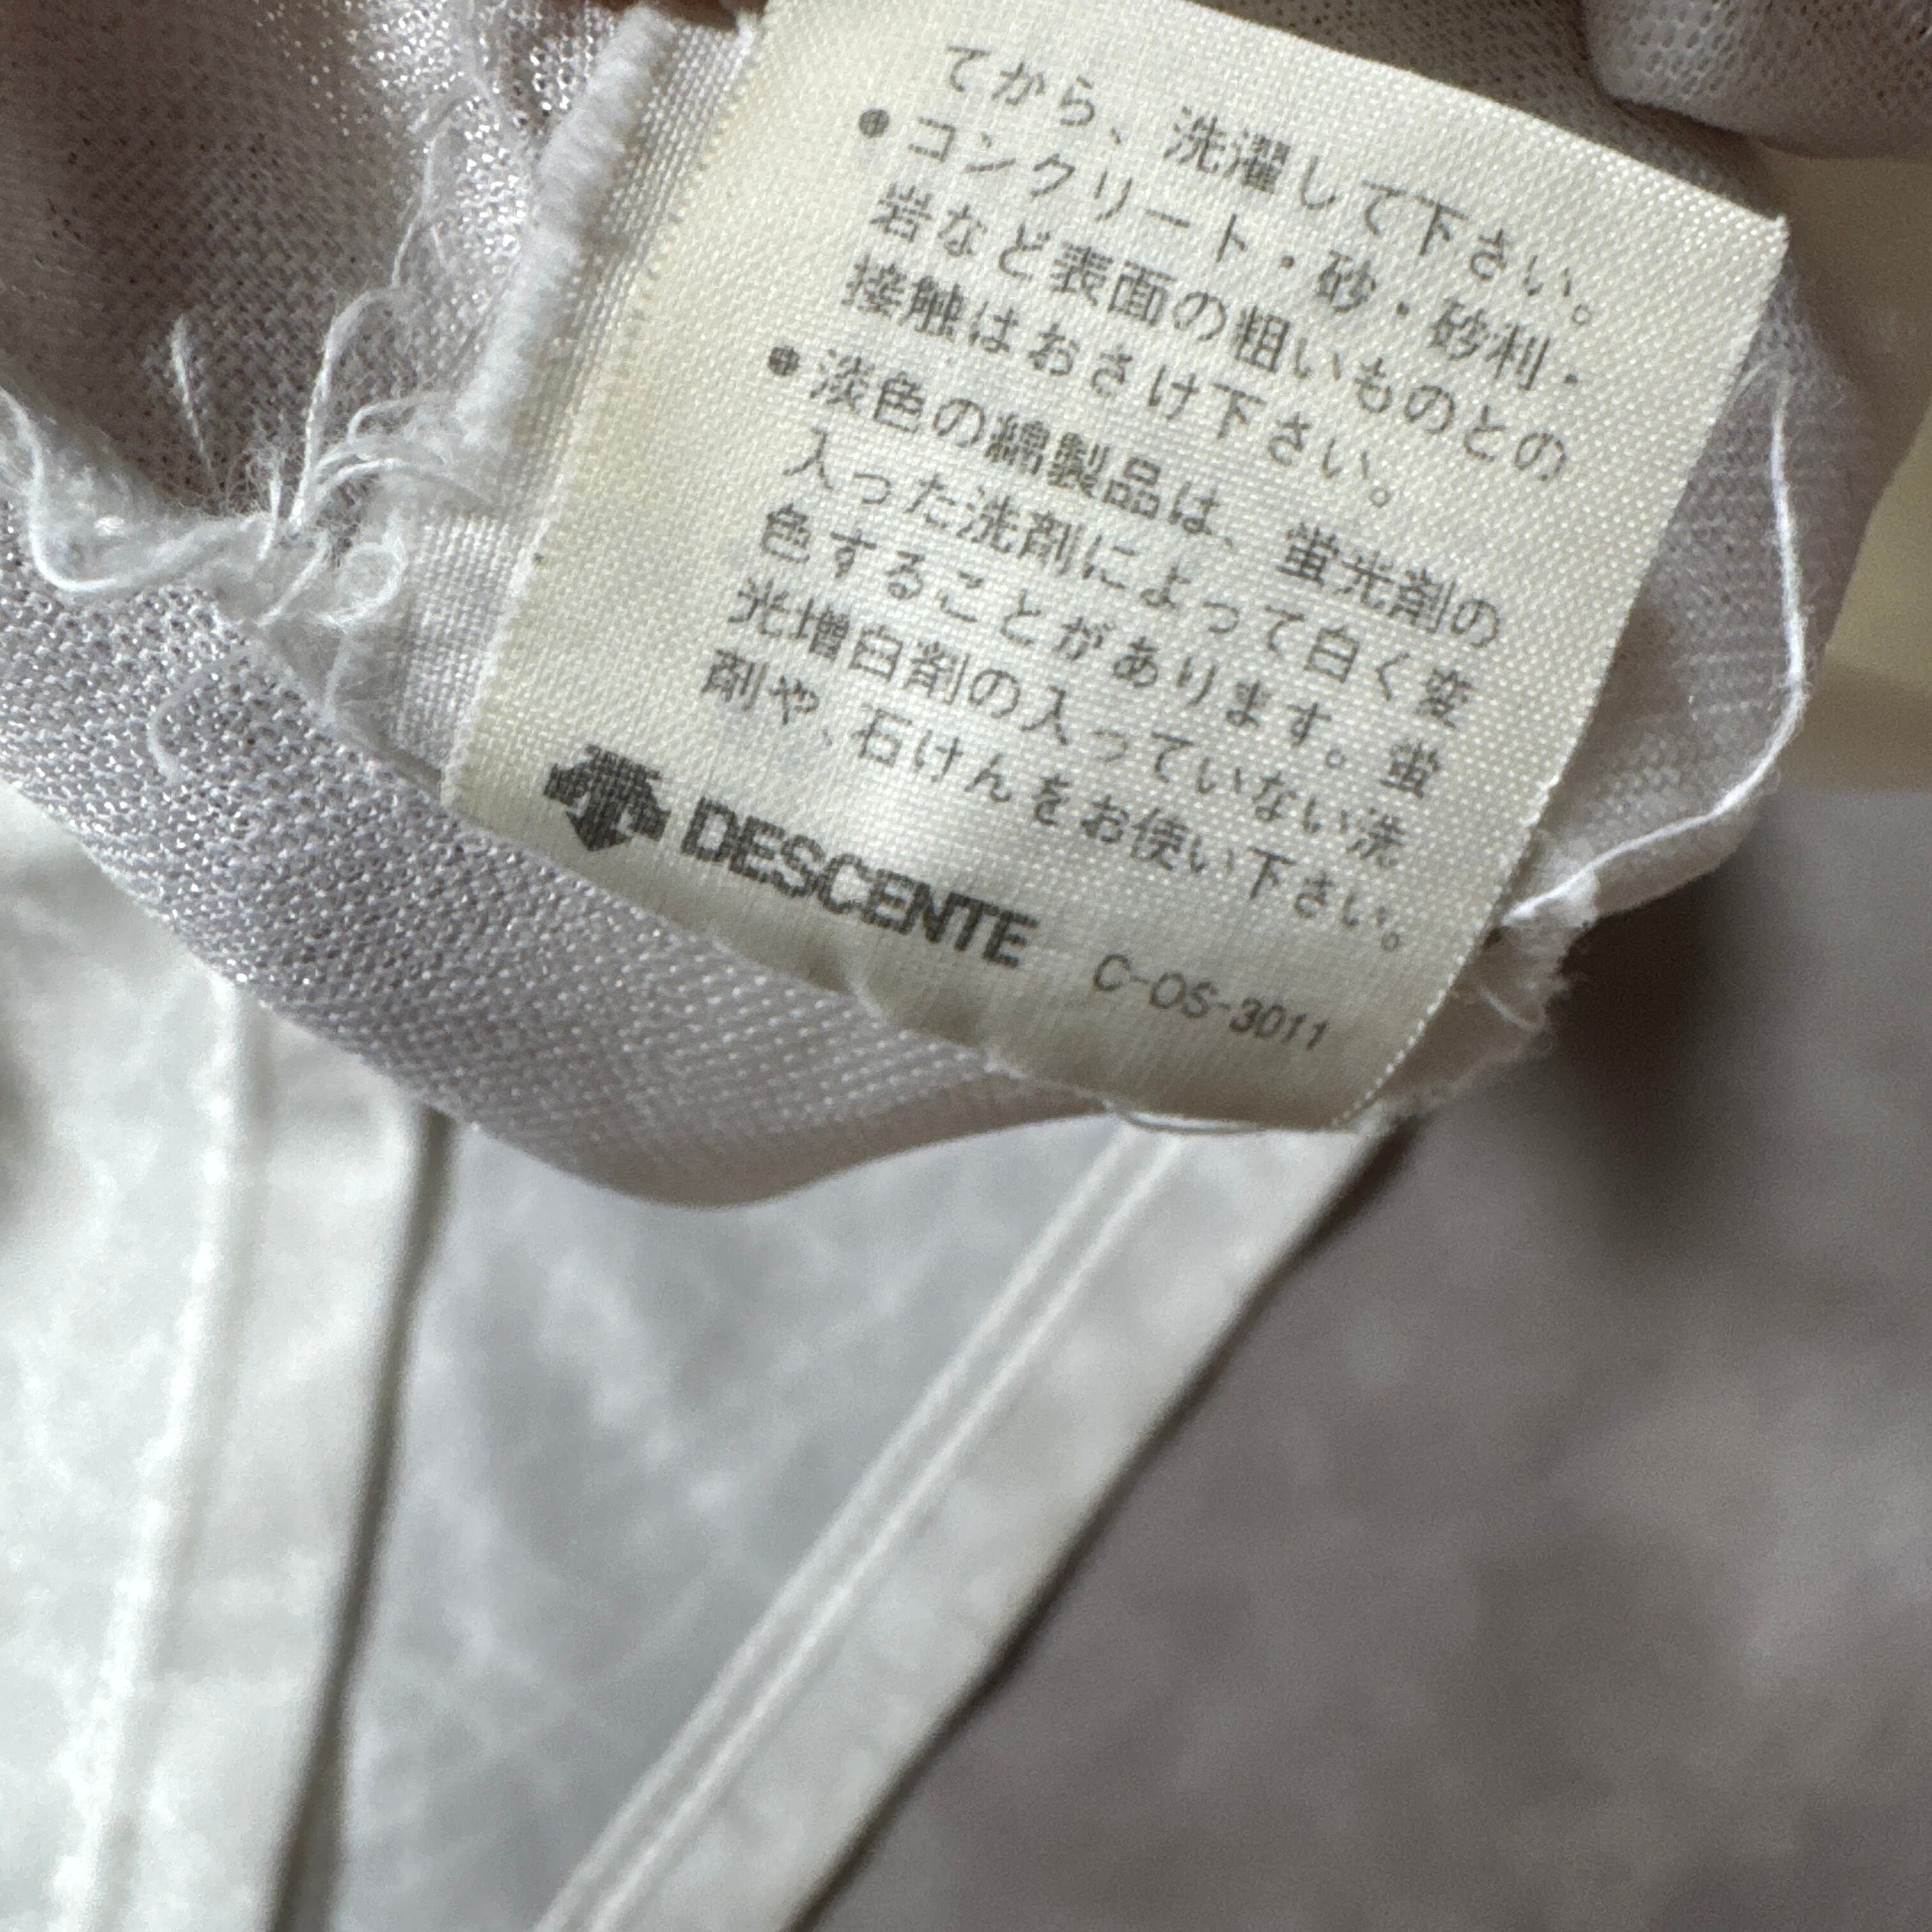 てから、洗濯して下さい。
●コンクリート・砂・砂利・
岩など表面の粗いものとの
接触はおさけ下さい。
●淡色の綿製品は、蛍光剤の
入った洗剤によって白く変
色することがあります。蛍
光増白剤の入っていない洗
剤や、石けんをお使い下さい。
DESCENTE C-OS-3011